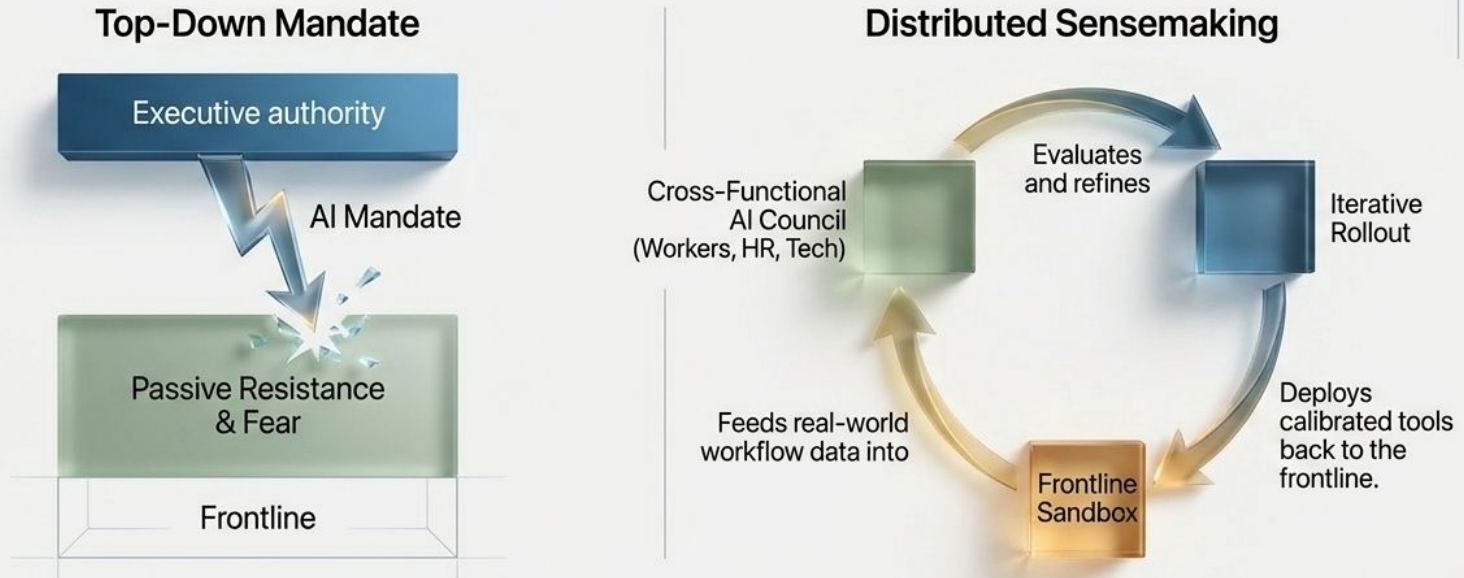 Top-Down Mandate
Executive authority
AI Mandate
Passive Resistance
& Fear
Frontline
Distributed Sensemaking
Cross-Functional
AI Council
(Workers, HR, Tech)
Evaluates
and refines
Iterative
Rollout
Deploys
calibrated tools
back to the
frontline.
Frontline
Sandbox
Feeds real-world
workflow data into